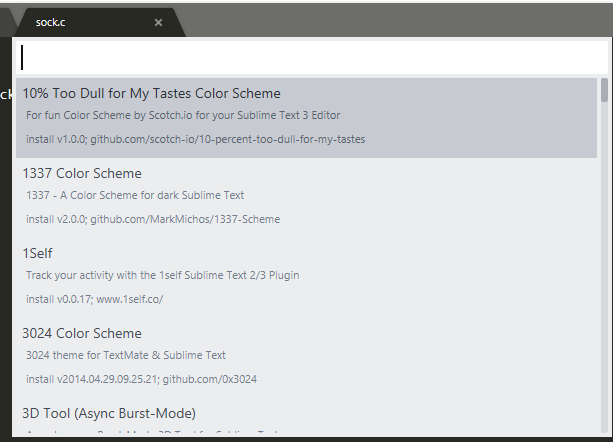 sock.c ×
ck
10% Too Dull for My Tastes Color Scheme
For fun Color Scheme by Scotch.io for your Sublime Text 3 Editor
install v1.0.0; github.com/scotch-io/10-percent-too-dull-for-my-tastes
1337 Color Scheme
1337 - A Color Scheme for dark Sublime Text
install v2.0.0; github.com/MarkMichos/1337-Scheme
1Self
Track your activity with the 1self Sublime Text 2/3 Plugin
install v0.0.17; www.1self.co/
3024 Color Scheme
3024 theme for TextMate & Sublime Text
install v2014.04.29.09.25.21; github.com/0x3024
3D Tool (Async Burst-Mode)